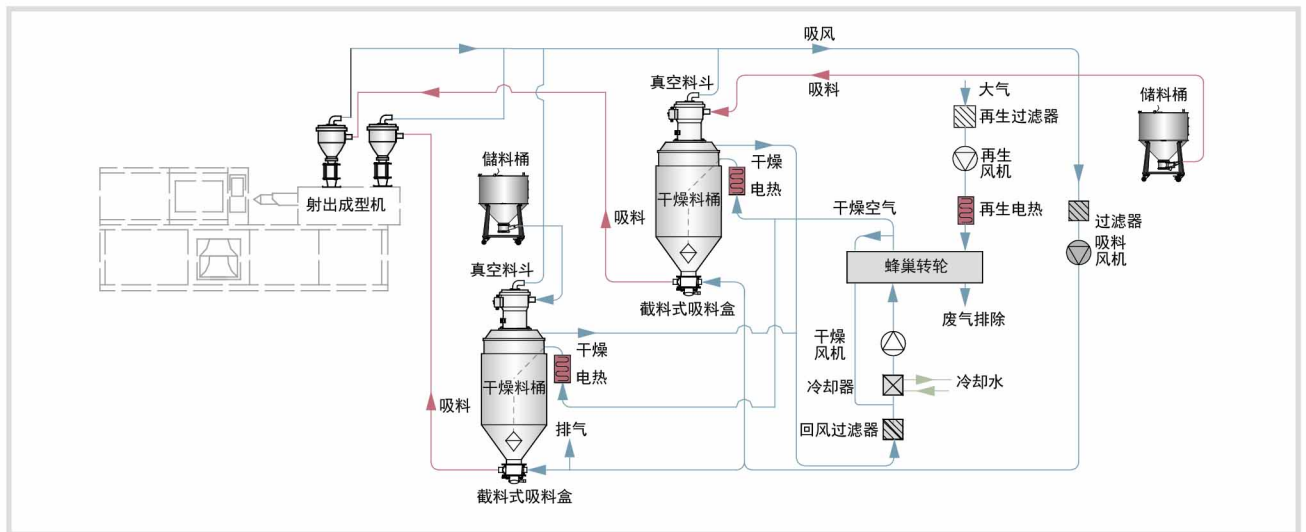 吸风
真空料斗
吸料
大气
储料桶
再生过滤器
儲料桶
干燥
再生
风机
电热
射出成型机
干燥料桶
干燥空气
再生电热
过滤器
吸料
吸料
风机
真空料斗
蜂巢转轮
截料式吸料盒
废气排除
干燥
干燥
风机
电热
干燥料桶
冷却器
冷却水
吸料
排气
回风过滤器
截料式吸料盒